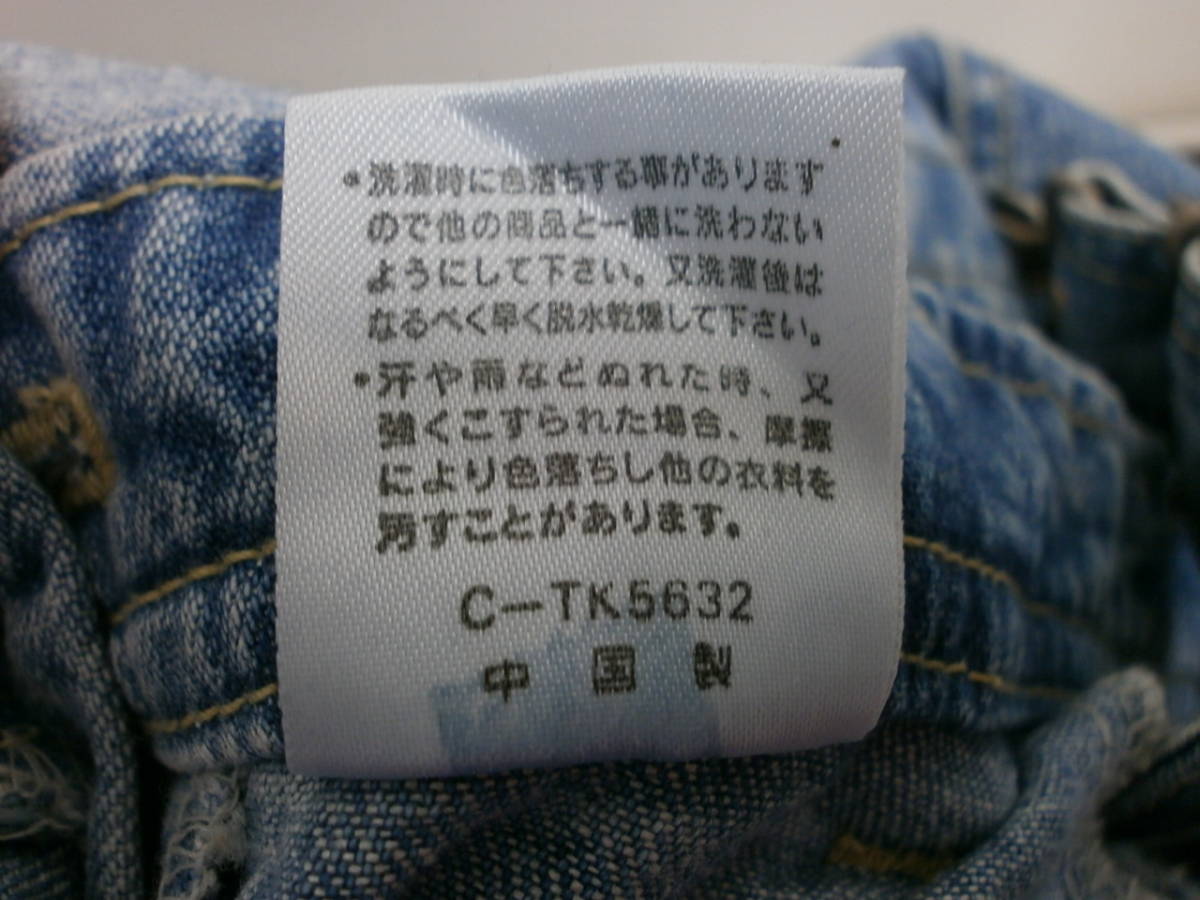 ・洗濯時に色落ちする事があります
ので他の商品と一緒に洗わない
ようにして下さい。又洗濯後は
なるべく早く脱水乾燥して下さい。
・汗や雨などぬれた時、又
強くこすられた場合、摩擦
により色落ちし他の衣料を
汚すことがあります。
C-TK5632
中国製